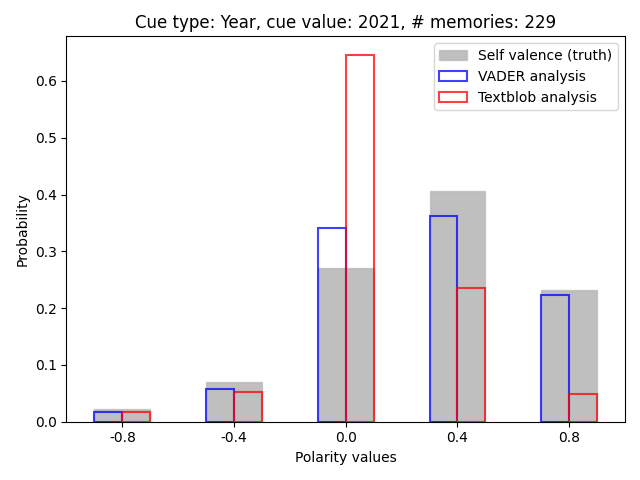 Cue type: Year, cue value: 2021, # memories: 229
Self valence (truth)
VADER analysis
Textblob analysis
Probability
0.6
0.5
0.4
0.3
0.2
0.1
0.0
-0.8 -0.4 0.0 0.4 0.8
Polarity values